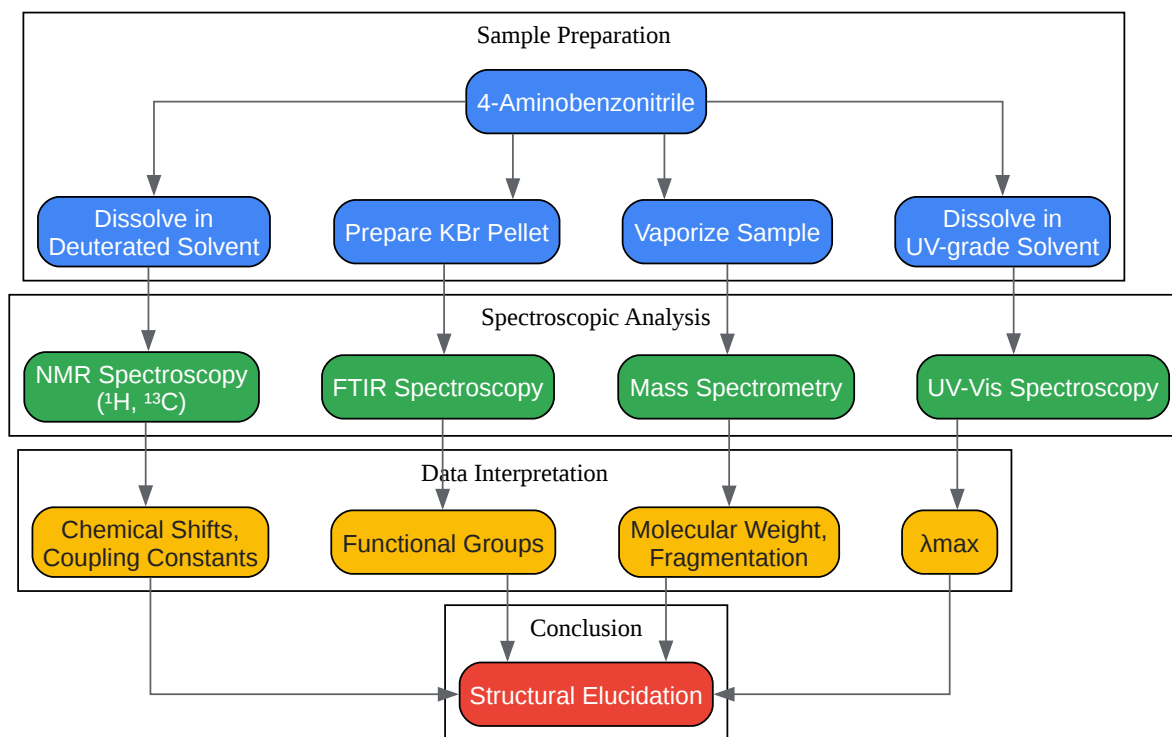 Sample Preparation
4-Aminobenzonitrile
Dissolve in
Deuterated Solvent
Prepare KBr Pellet
Vaporize Sample
Dissolve in
UV-grade Solvent
Spectroscopic Analysis
NMR Spectroscopy
(¹H, ¹³C)
FTIR Spectroscopy
Mass Spectrometry
UV-Vis Spectroscopy
Data Interpretation
Chemical Shifts,
Coupling Constants
Functional Groups
Molecular Weight,
Fragmentation
λmax
Conclusion
Structural Elucidation